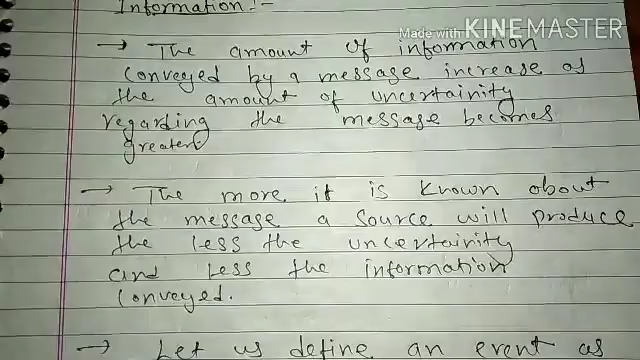 Information :-
Made with KINEMASTER
→ The amount of information
conveyed by a message increase as
the amount of uncertainity
regarding the message becomes
greater.
→ The more it is known about
the message a source will produce
the less the uncertainity
and less the information
conveyed.
→ Let us define an event as